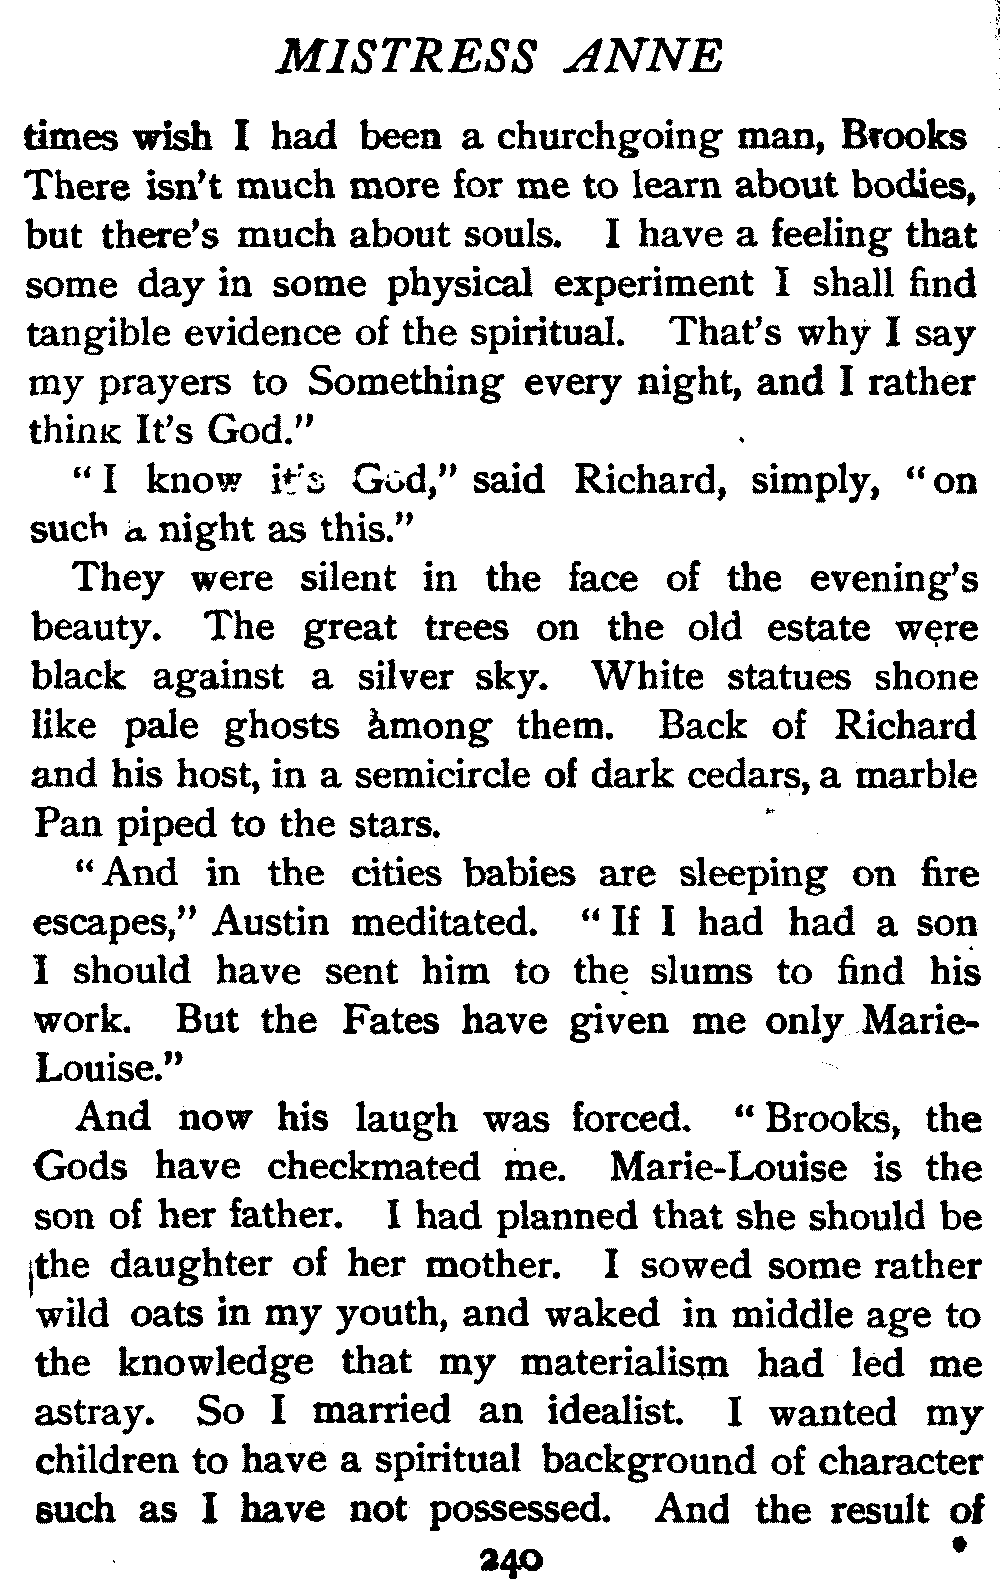 MISTRESS ANNE
times wish I had been a churchgoing man, Brooks
There isn't much more for me to learn about bodies,
but there's much about souls. I have a feeling that
some day in some physical experiment I shall find
tangible evidence of the spiritual. That's why I say
my prayers to Something every night, and I rather
think It's God."
"I know it's God," said Richard, simply, "on
such a night as this."
They were silent in the face of the evening's
beauty. The great trees on the old estate were
black against a silver sky. White statues shone
like pale ghosts among them. Back of Richard
and his host, in a semicircle of dark cedars, a marble
Pan piped to the stars.
"And in the cities babies are sleeping on fire
escapes," Austin meditated. "If I had had a son
I should have sent him to the slums to find his
work. But the Fates have given me only Marie-
Louise."
And now his laugh was forced. "Brooks, the
Gods have checkmated me. Marie-Louise is the
son of her father. I had planned that she should be
the daughter of her mother. I sowed some rather
wild oats in my youth, and waked in middle age to
the knowledge that my materialism had led me
astray. So I married an idealist. I wanted my
children to have a spiritual background of character
such as I have not possessed. And the result of
240